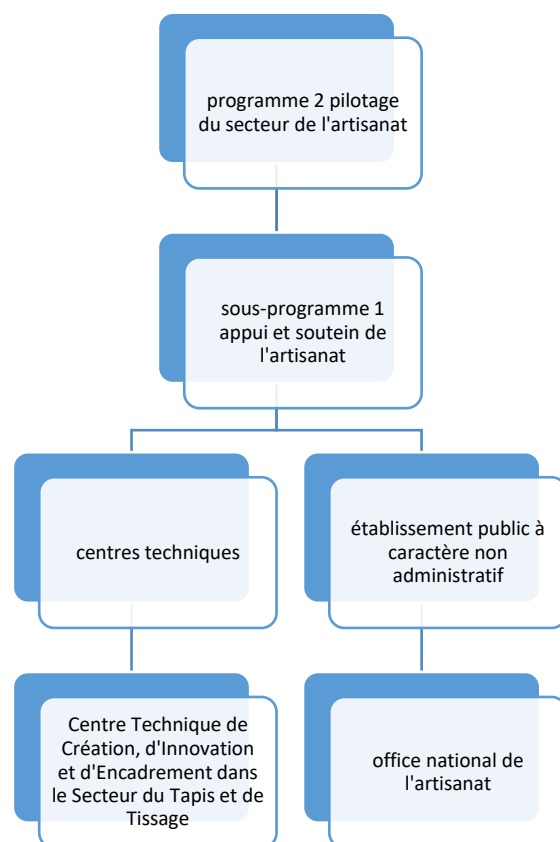 programme 2 pilotage
du secteur de l'artisanat
sous-programme 1
appui et soutein de
l'artisanat
centres techniques
établissement public à
caractère non
administratif
Centre Technique de
Création, d'Innovation
et d'Encadrement dans
le Secteur du Tapis et de
Tissage
office national de
l'artisanat